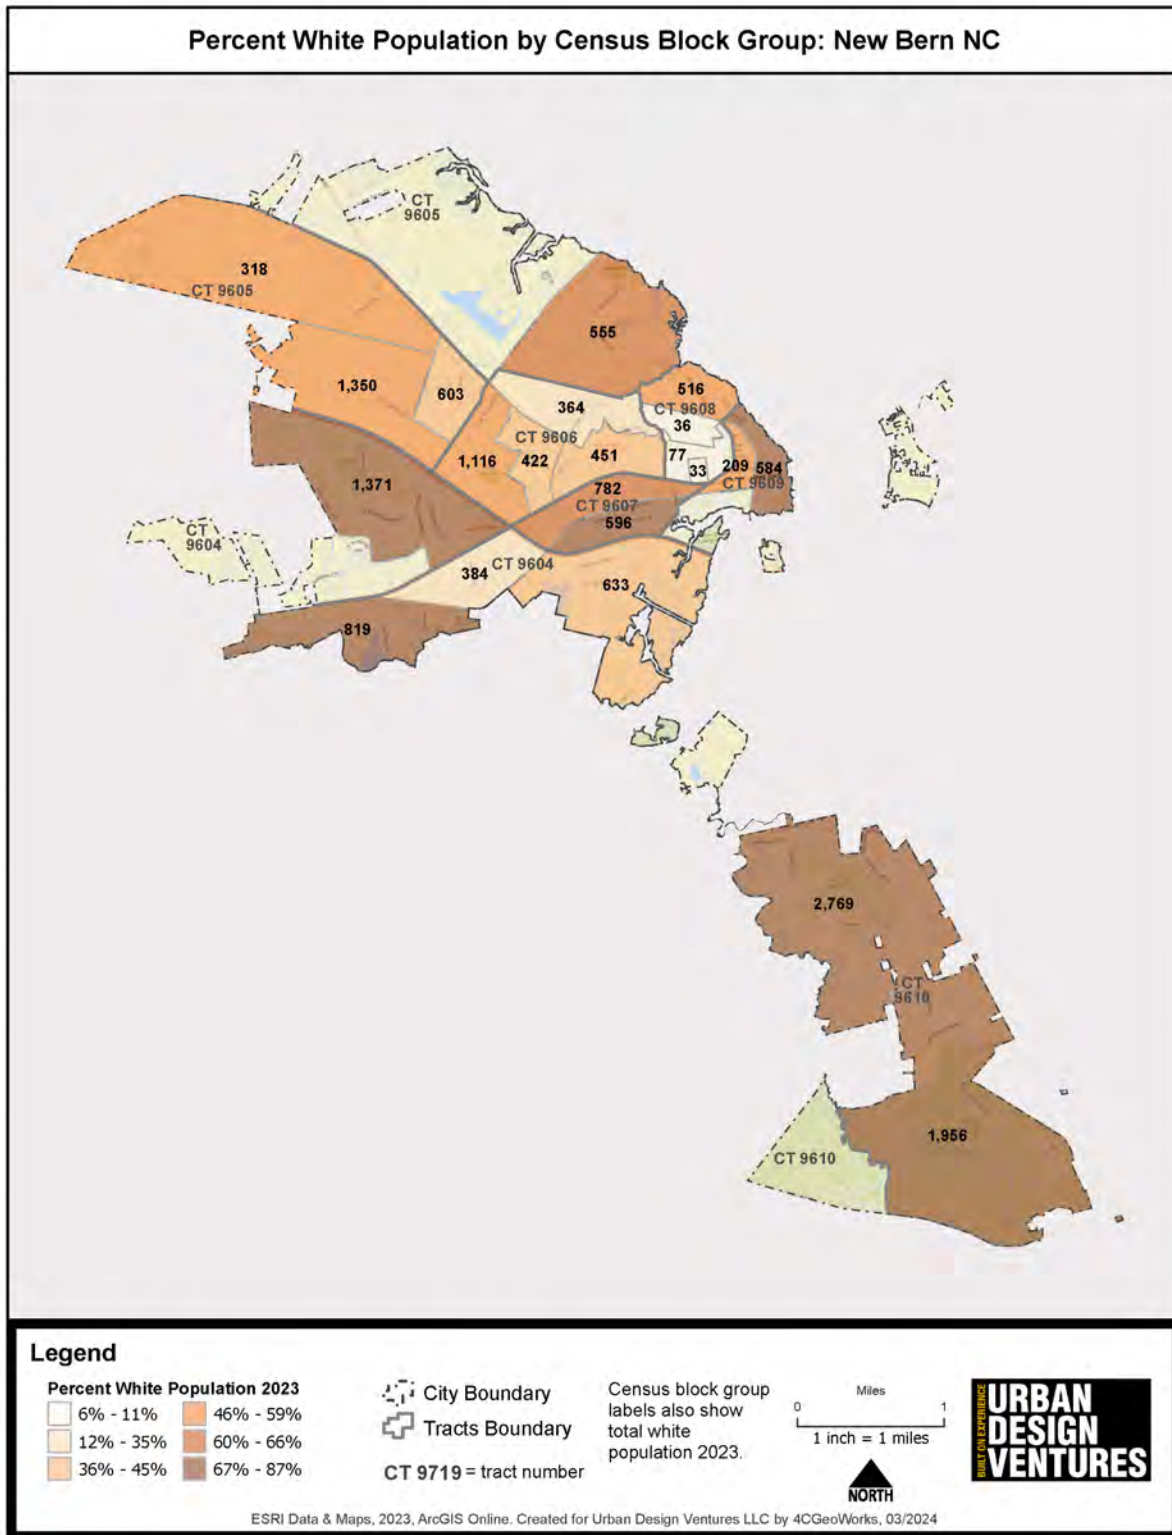 Percent White Population by Census Block Group: New Bern NC
CT
9605
318
CT 9605
555
1,350
603
364
516
CT 9608
36
CT 9606
1,116
422
451
77
33
209
584
CT 9609
1,371
782
CT 9607
596
CT
9604
384
CT 9604
633
819
2,769
CT
9610
1,956
CT 9610
Legend
Percent White Population 2023
6% - 11%
12% - 35%
36% - 45%
46% - 59%
60% - 66%
67% - 87%
City Boundary
Tracts Boundary
CT 9719 = tract number
Census block group
labels also show
total white
population 2023.
Miles
0 1
1 inch = 1 miles
NORTH
BUILT ON EXPERIENCE
URBAN
DESIGN
VENTURES
ESRI Data & Maps, 2023, ArcGIS Online. Created for Urban Design Ventures LLC by 4CGeoWorks, 03/2024